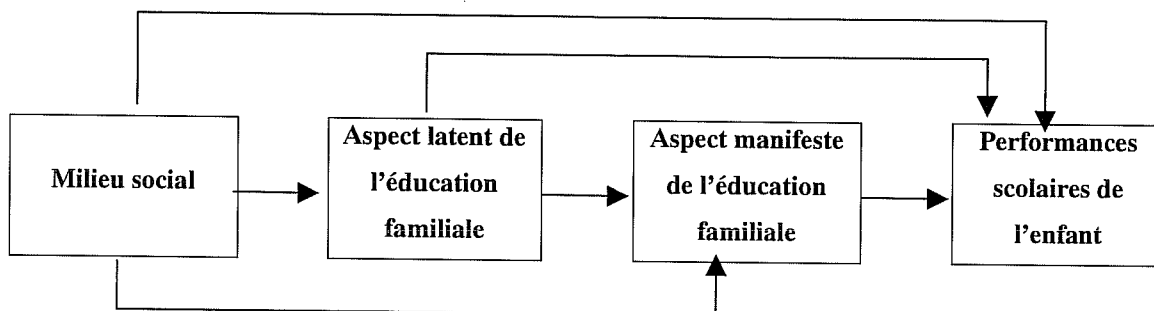 Milieu social
Aspect latent de
l'éducation
familiale
Aspect manifeste
de l'éducation
familiale
Performances
scolaires de
l'enfant